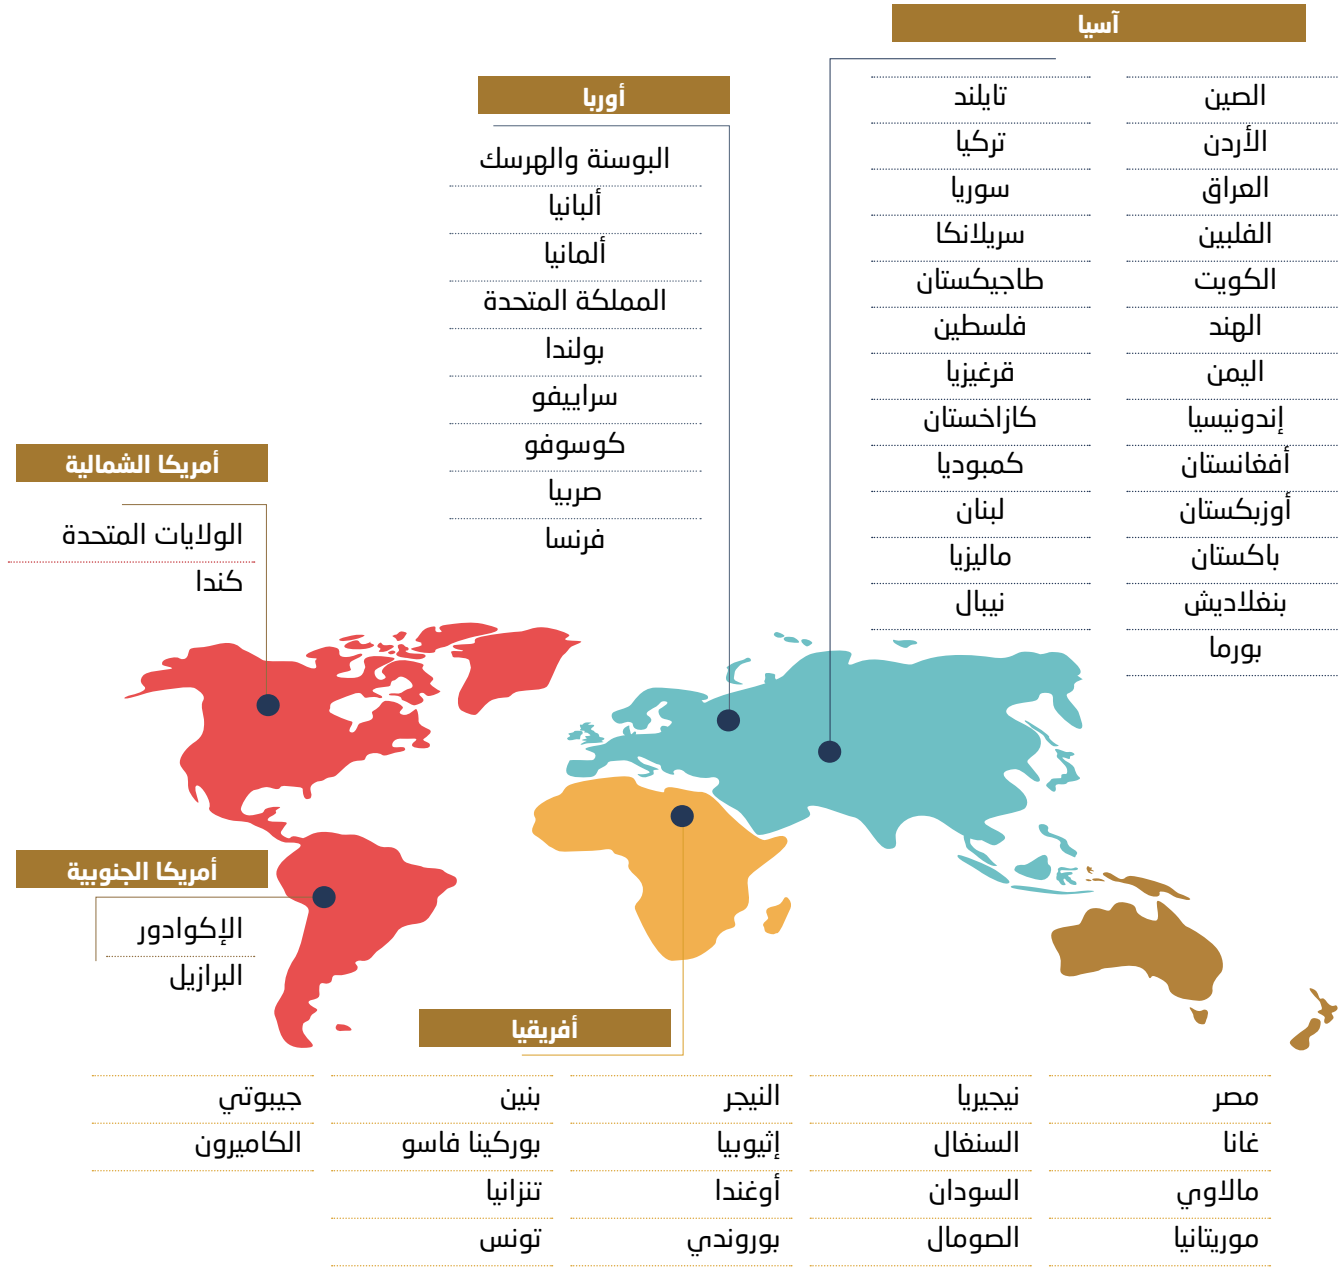 آسيا
الصين
الأردن
العراق
الفلبين
الكويت
الهند
اليمن
إندونيسيا
أفغانستان
أوزبكستان
باكستان
بنغلاديش
بورما
تايلند
تركيا
سوريا
سريلانكا
طاجيكستان
فلسطين
قرغيزيا
كازاخستان
كمبوديا
لبنان
ماليزيا
نيبال
أوربا
البوسنة والهرسك
ألبانيا
ألمانيا
المملكة المتحدة
بولندا
سراييفو
كوسوفو
صربيا
فرنسا
أمريكا الشمالية
الولايات المتحدة
كندا
أمريكا الجنوبية
الإكوادور
البرازيل
أفريقيا
مصر
غانا
مالاوي
موريتانيا
نيجيريا
السنغال
السودان
الصومال
النيجر
إثيوبيا
أوغندا
بوروندي
بنين
بوركينا فاسو
تنزانيا
تونس
جيبوتي
الكاميرون